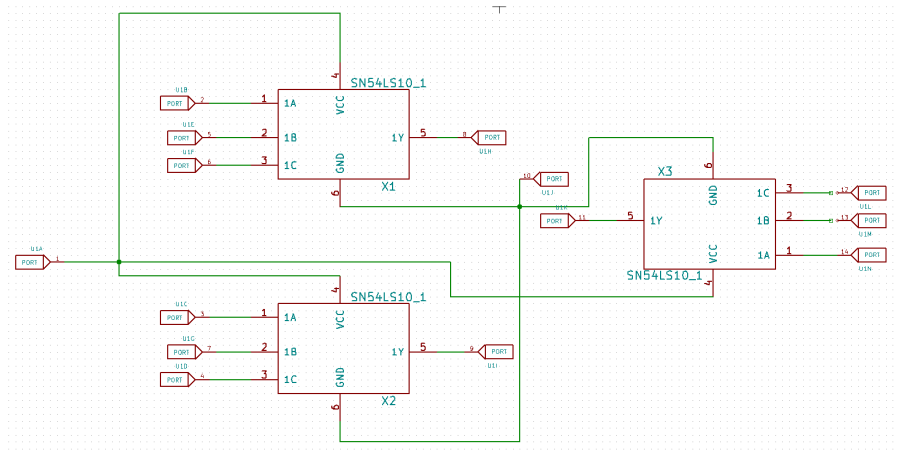 4
SN54LS10_1
U1B
PORT 2
1 1A
VCC
U1E
PORT 5
2 1B
1Y 5
8 PORT
U1H
U1F
PORT 6
3 1C
GND
6
X1
10 PORT
U1J
PORT 11
5 1Y
X3
6
GND
1C 3
12 PORT
U1L
1B 2
13 PORT
U1M
1A 1
14 PORT
U1N
VCC
4
SN54LS10_1
U1A
PORT 1
4
SN54LS10_1
U1C
PORT 3
1 1A
VCC
U1G
PORT 7
2 1B
1Y 5
9 PORT
U1I
U1D
PORT 4
3 1C
GND
6
X2